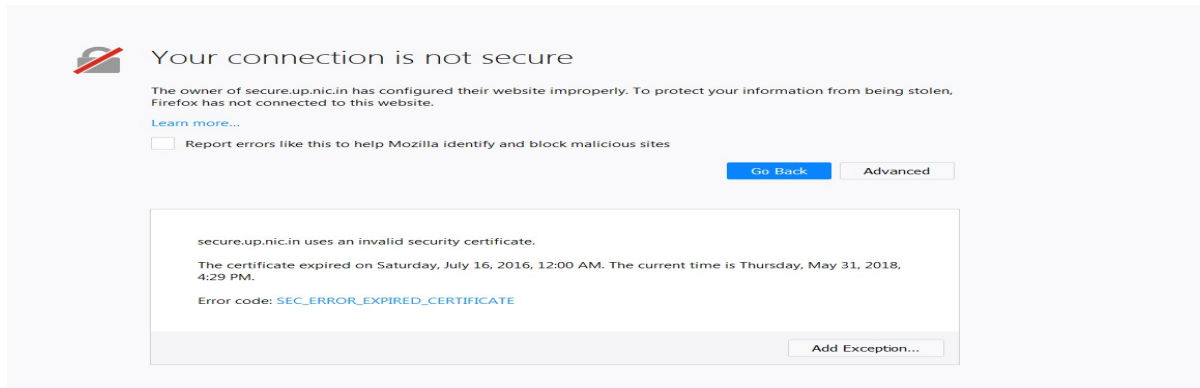 Your connection is not secure
The owner of secure.up.nic.in has configured their website improperly. To protect your information from being stolen,
Firefox has not connected to this website.
Learn more...
Report errors like this to help Mozilla identify and block malicious sites
Go Back Advanced
secure.up.nic.in uses an invalid security certificate.
The certificate expired on Saturday, July 16, 2016, 12:00 AM. The current time is Thursday, May 31, 2018,
4:29 PM.
Error code: SEC_ERROR_EXPIRED_CERTIFICATE
Add Exception...